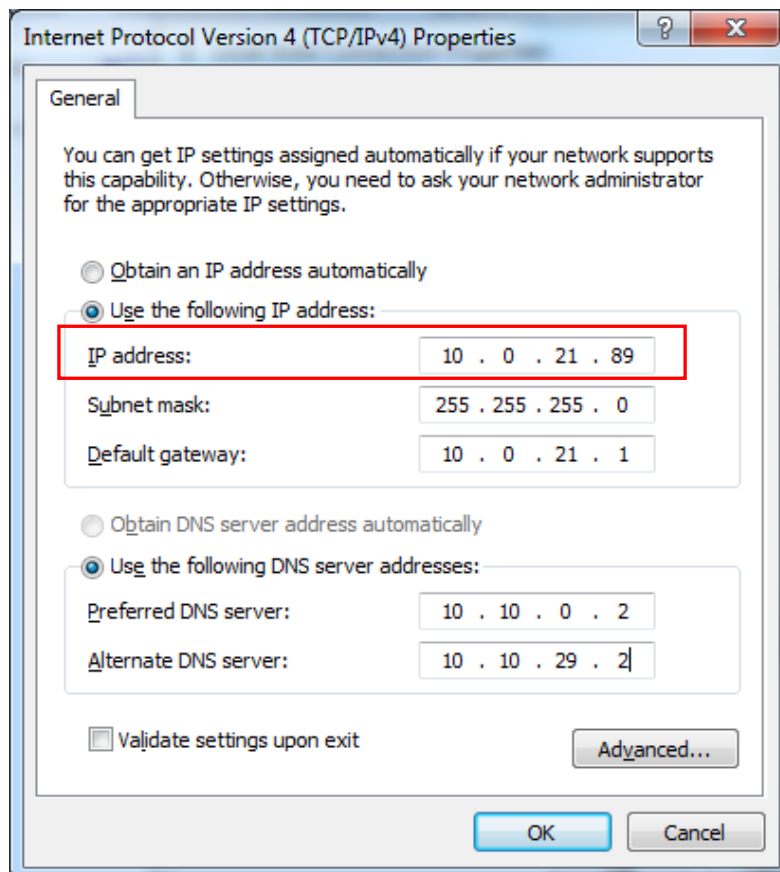 Internet Protocol Version 4 (TCP/IPv4) Properties
General
You can get IP settings assigned automatically if your network supports
this capability. Otherwise, you need to ask your network administrator
for the appropriate IP settings.
Obtain an IP address automatically
Use the following IP address:
IP address: 10 . 0 . 21 . 89
Subnet mask: 255 . 255 . 255 . 0
Default gateway: 10 . 0 . 21 . 1
Obtain DNS server address automatically
Use the following DNS server addresses:
Preferred DNS server: 10 . 10 . 0 . 2
Alternate DNS server: 10 . 10 . 29 . 2
Validate settings upon exit
Advanced...
OK Cancel